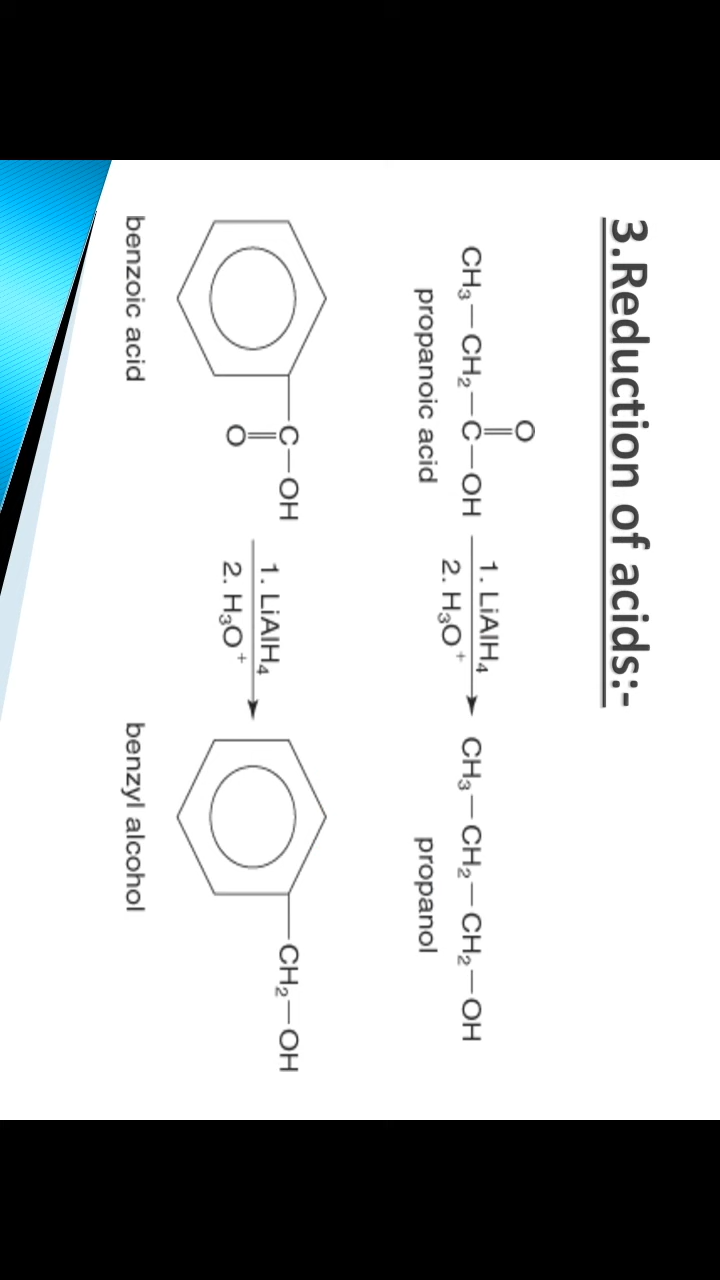 3.Reduction of acids:-
O
CH₃—CH₂—C—OH 1. LiAlH₄ CH₃—CH₂—CH₂—OH
2. H₃O⁺
propanoic acid propanol
C—OH 1. LiAlH₄ CH₂—OH
O 2. H₃O⁺
benzoic acid benzyl alcohol